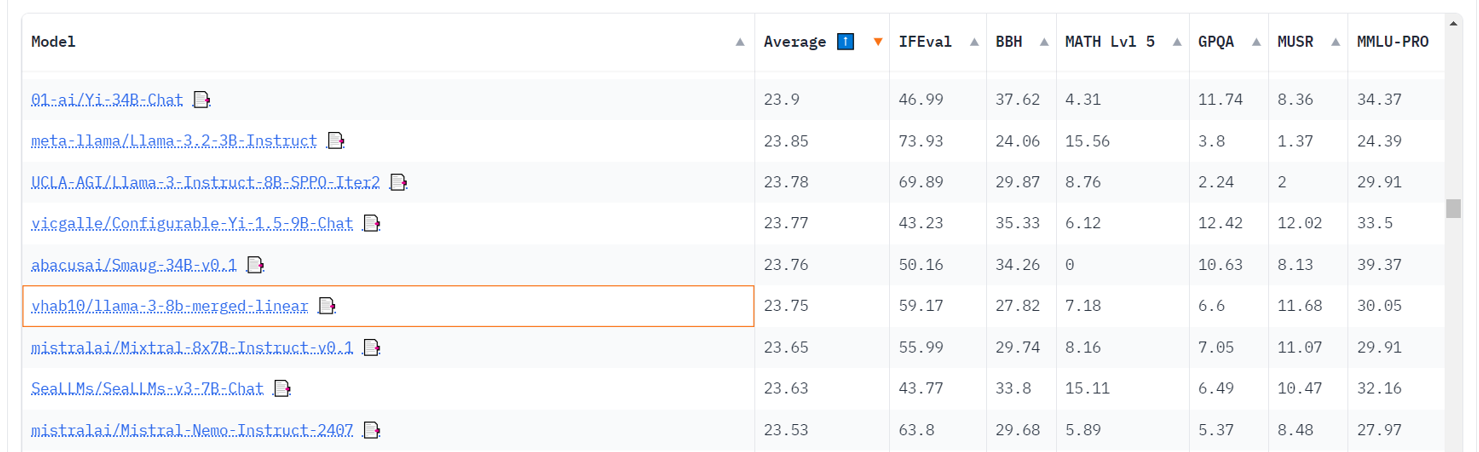 Model Average ↑ IFEval BBH MATH Lvl 5 GPQA MUSR MMLU-PRO
01-ai/Yi-34B-Chat 23.9 46.99 37.62 4.31 11.74 8.36 34.37
meta-llama/Llama-3.2-3B-Instruct 23.85 73.93 24.06 15.56 3.8 1.37 24.39
UCLA-AGI/Llama-3-Instruct-8B-SPPO-Iter2 23.78 69.89 29.87 8.76 2.24 2 29.91
vicgalle/Configurable-Yi-1.5-9B-Chat 23.77 43.23 35.33 6.12 12.42 12.02 33.5
abacusai/Smaug-34B-v0.1 23.76 50.16 34.26 0 10.63 8.13 39.37
vhab10/llama-3-8b-merged-linear 23.75 59.17 27.82 7.18 6.6 11.68 30.05
mistralai/Mixtral-8x7B-Instruct-v0.1 23.65 55.99 29.74 8.16 7.05 11.07 29.91
SeaLLMs/SeaLLMs-v3-7B-Chat 23.63 43.77 33.8 15.11 6.49 10.47 32.16
mistralai/Mistral-Nemo-Instruct-2407 23.53 63.8 29.68 5.89 5.37 8.48 27.97